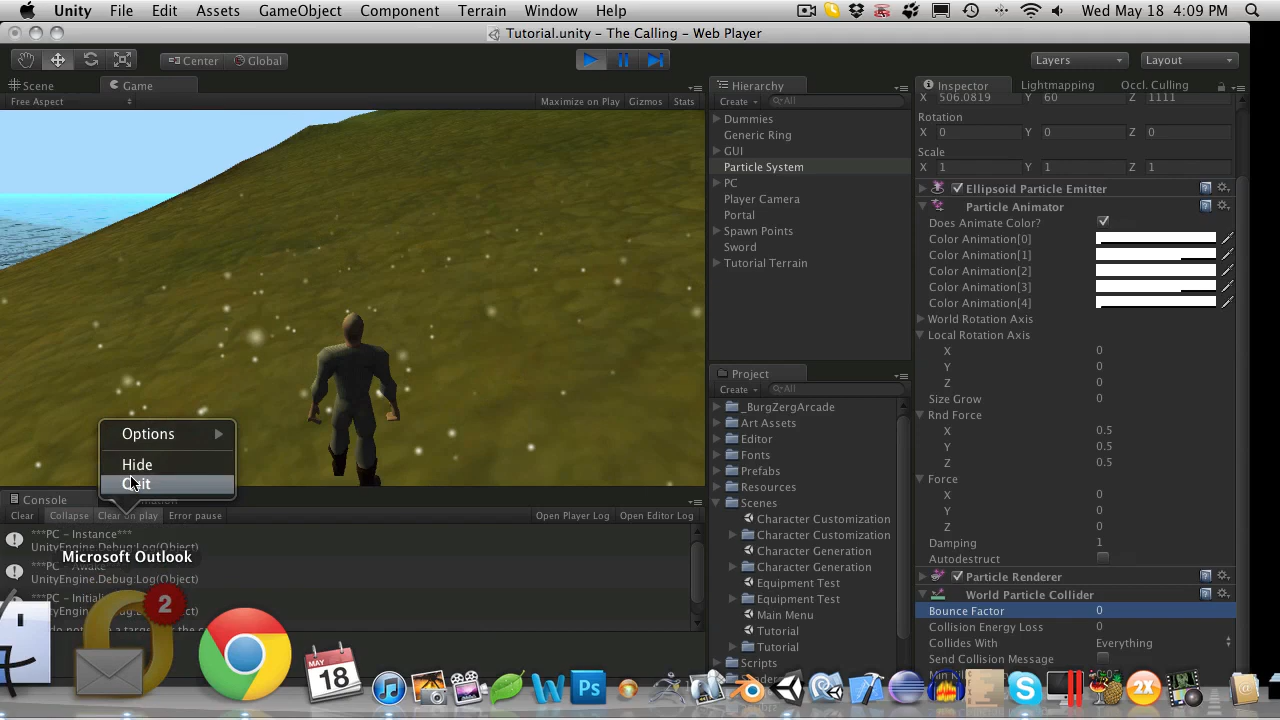 Unity File Edit Assets GameObject Component Terrain Window Help Wed May 18 4:09 PM
Tutorial.unity – The Calling – Web Player
Center Global Layers Layout
Scene Game
Free Aspect Maximize on Play Gizmos Stats
Hierarchy
Create All
Dummies
Generic Ring
GUI
Particle System
PC
Player Camera
Portal
Spawn Points
Sword
Tutorial Terrain
Project
Create All
_BurgZergArcade
Art Assets
Editor
Fonts
Prefabs
Resources
Scenes
Character Customization
Character Customization
Character Generation
Character Generation
Equipment Test
Equipment Test
Main Menu
Tutorial
Tutorial
Scripts
Inspector Lightmapping Occl. Culling
X 506.0819 Y 60 Z 1111
Rotation
X 0 Y 0 Z 0
Scale
X 1 Y 1 Z 1
Ellipsoid Particle Emitter
Particle Animator
Does Animate Color?
Color Animation[0]
Color Animation[1]
Color Animation[2]
Color Animation[3]
Color Animation[4]
World Rotation Axis
Local Rotation Axis
X 0
Y 0
Z 0
Size Grow 0
Rnd Force
X 0.5
Y 0.5
Z 0.5
Force
X 0
Y 0
Z 0
Damping 1
Autodestruct
Particle Renderer
World Particle Collider
Bounce Factor 0
Collision Energy Loss 0
Collides With Everything
Send Collision Message
Options
Hide
Quit
Console
Clear Collapse Clear on play Error pause Open Player Log Open Editor Log
***PC – Instance***
UnityEngine.Debug:Log(Object)
***PC – Awake
UnityEngine.Debug:Log(Object)
Microsoft Outlook
2
MAY
18
Ps
2X